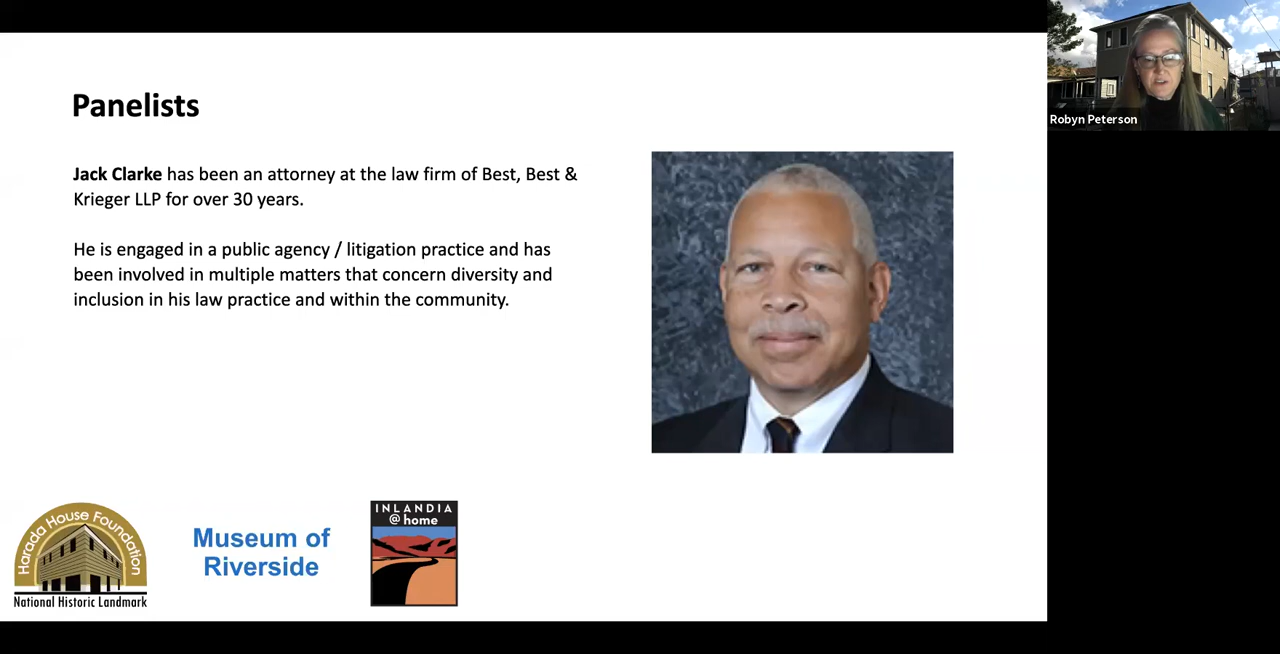 Panelists
Jack Clarke has been an attorney at the law firm of Best, Best &
Krieger LLP for over 30 years.
He is engaged in a public agency / litigation practice and has
been involved in multiple matters that concern diversity and
inclusion in his law practice and within the community.
Robyn Peterson
Harada House Foundation
National Historic Landmark
Museum of
Riverside
INLANDIA
@ home